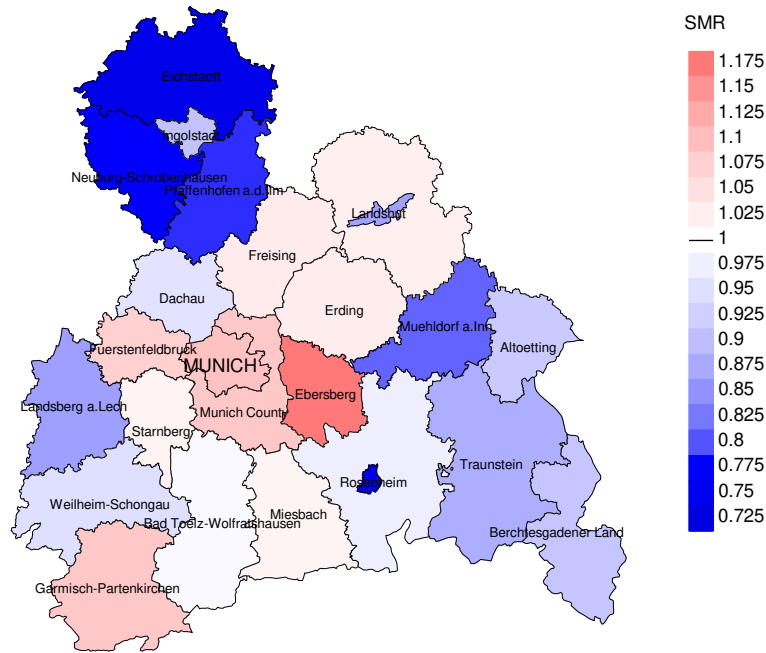 SMR
1.175
1.15
1.125
1.1
1.075
1.05
1.025
1
0.975
0.95
0.925
0.9
0.875
0.85
0.825
0.8
0.775
0.75
0.725
Eichstaett
Ingolstadt
Neuburg-Schrobenhausen
Pfaffenhofen a.d.Ilm
Landshut
Freising
Dachau
Erding
Muehldorf a.Inn
Altoetting
Fuerstenfeldbruck
MUNICH
Ebersberg
Landsberg a.Lech
Munich County
Starnberg
Traunstein
Rosenheim
Weilheim-Schongau
Miesbach
Bad Toelz-Wolfratshausen
Berchtesgadener Land
Garmisch-Partenkirchen